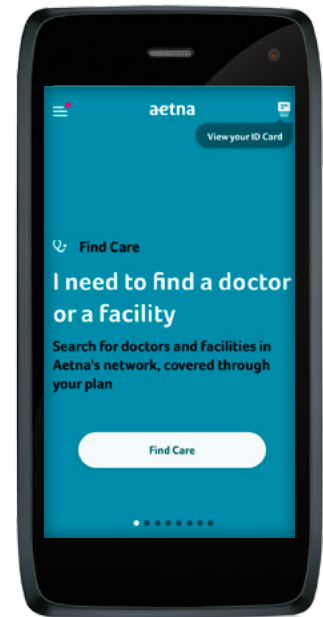 aetna
View your ID Card
Find Care
I need to find a doctor
or a facility
Search for doctors and facilities in
Aetna's network, covered through
your plan
Find Care